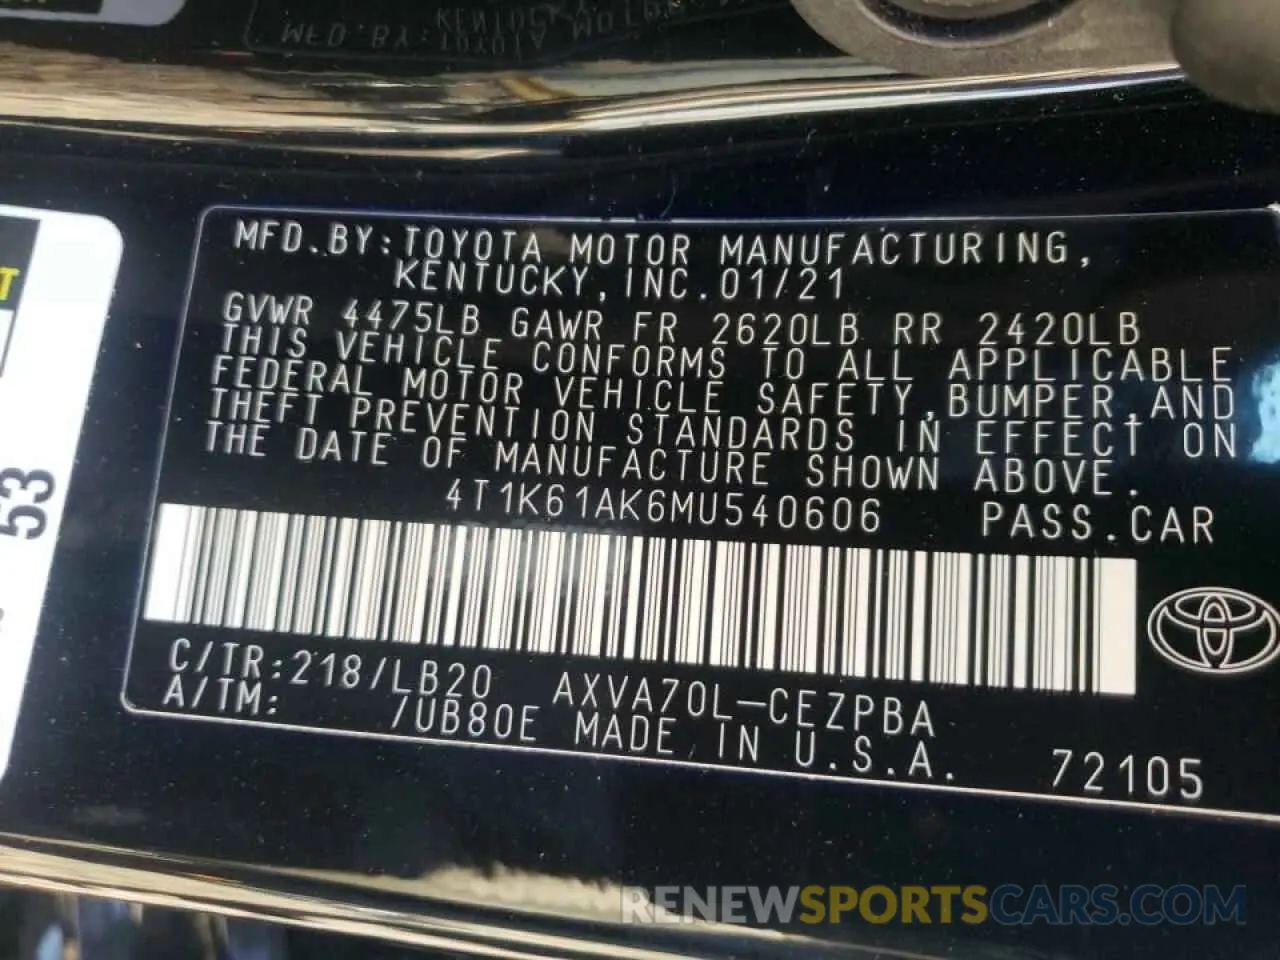 MFD.BY:TOYOTA MOTOR MANUFACTURING,
KENTUCKY,INC.01/21
GVWR 4475LB GAWR FR 2620LB RR 2420LB
THIS VEHICLE CONFORMS TO ALL APPLICABLE
FEDERAL MOTOR VEHICLE SAFETY,BUMPER,AND
THEFT PREVENTION STANDARDS IN EFFECT ON
THE DATE OF MANUFACTURE SHOWN ABOVE.
4T1K61AK6MU540606 PASS.CAR
C/TR:218/LB20 AXVA70L-CEZPBA
A/TM: /UB80E MADE IN U.S.A.
72105
53
RENEWSPORTSCARS.COM